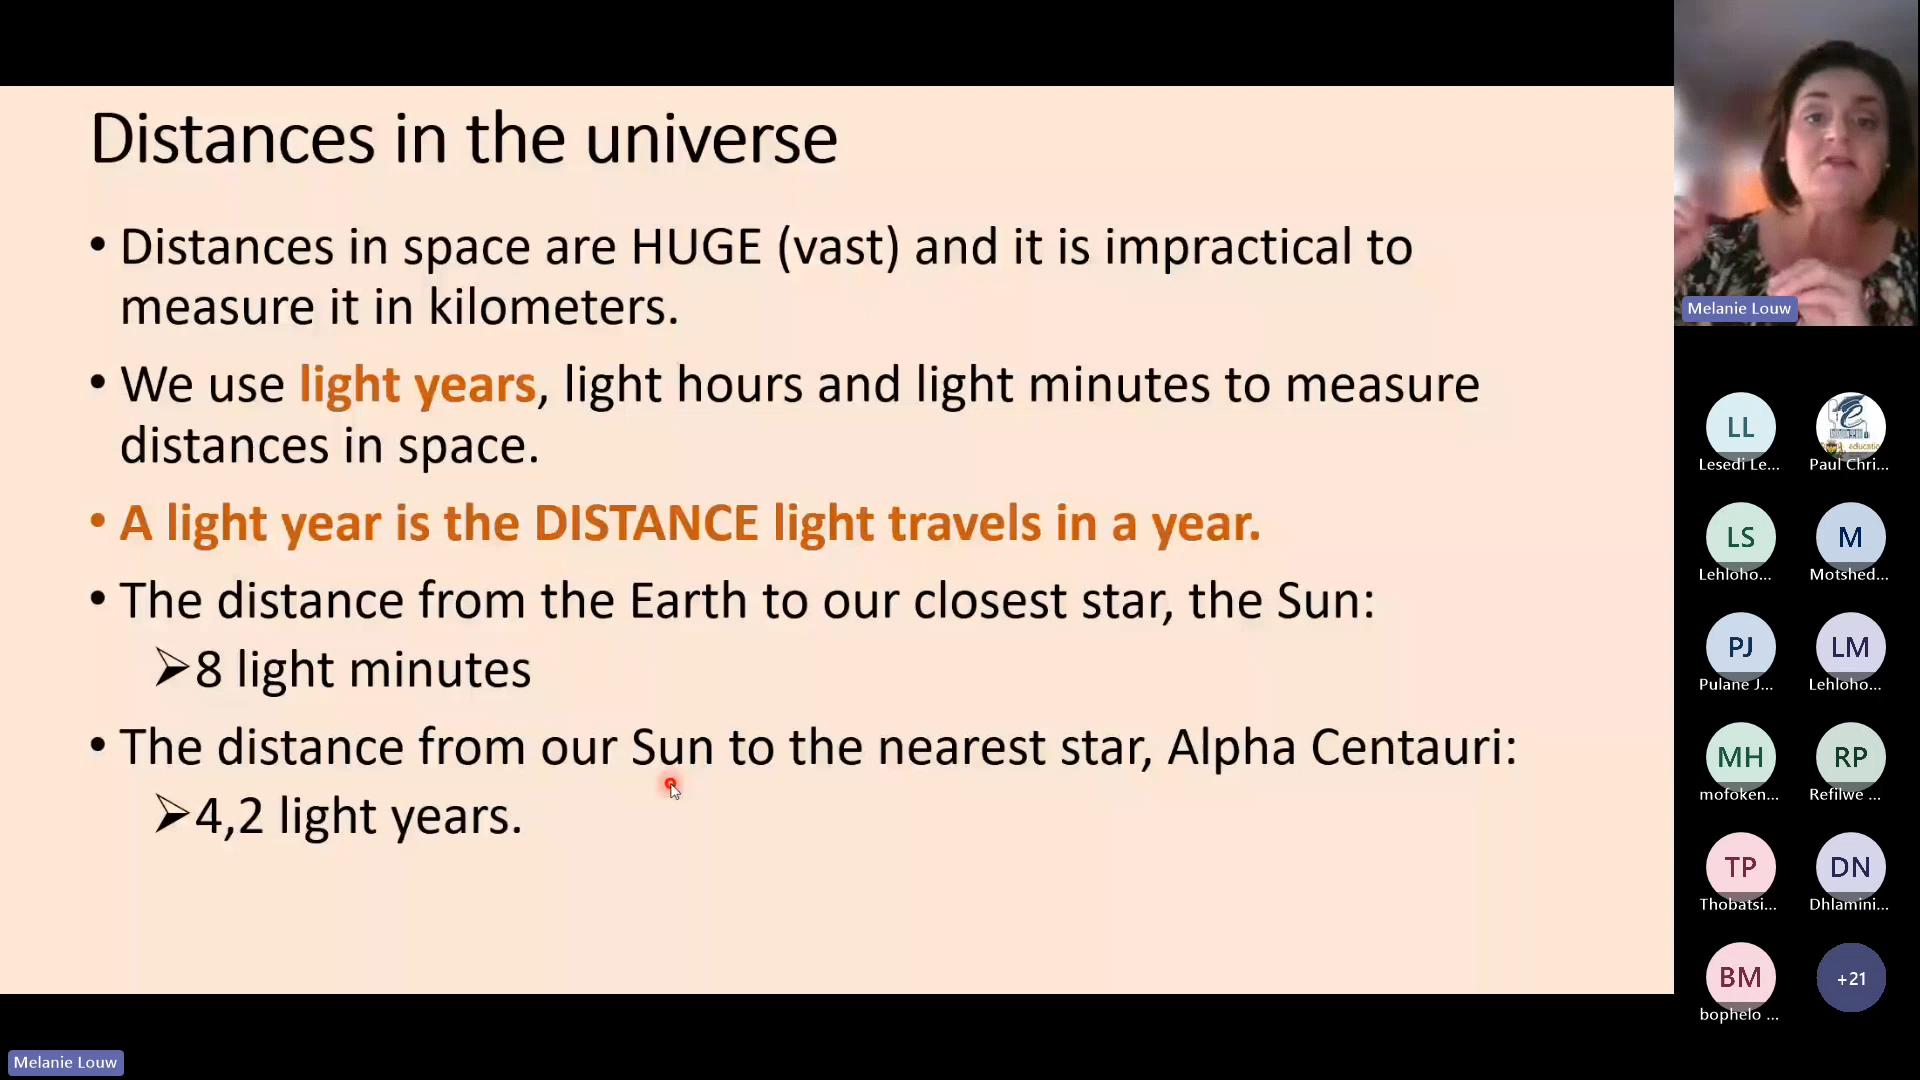 Distances in the universe
• Distances in space are HUGE (vast) and it is impractical to
measure it in kilometers.
• We use light years, light hours and light minutes to measure
distances in space.
• A light year is the DISTANCE light travels in a year.
• The distance from the Earth to our closest star, the Sun:
➢8 light minutes
• The distance from our Sun to the nearest star, Alpha Centauri:
➢4,2 light years.
Melanie Louw
LL
Lesedi Le...
Paul Chri...
LS
Lehloho...
M
Motshed...
PJ
Pulane J...
LM
Lehloho...
MH
mofoken...
RP
Refilwe ...
TP
Thobatsi...
DN
Dhlamini...
BM
bophelo ...
+21
Melanie Louw